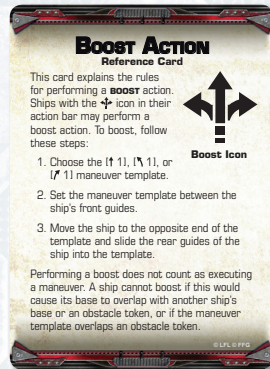 BOOST ACTION
Reference Card
This card explains the rules
for performing a BOOST action.
Ships with the icon in their
action bar may perform a
boost action. To boost, follow
these steps:
Boost Icon
1. Choose the [↑ 1], [↖ 1], or
[↗ 1] maneuver template.
2. Set the maneuver template between the
ship's front guides.
3. Move the ship to the opposite end of the
template and slide the rear guides of the
ship into the template.
Performing a boost does not count as executing
a maneuver. A ship cannot boost if this would
cause its base to overlap with another ship's
base or an obstacle token, or if the maneuver
template overlaps an obstacle token.
© LFL © FFG